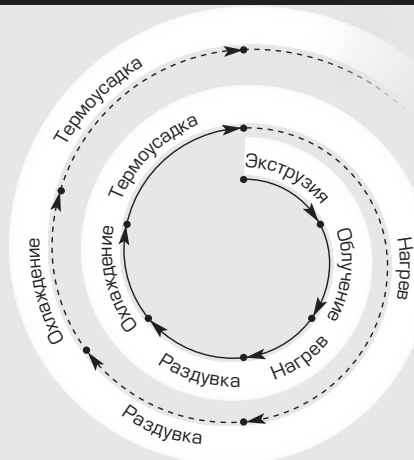 Экструзия
Облучение
Нагрев
Раздувка
Охлаждение
Термоусадка
Нагрев
Раздувка
Охлаждение
Термоусадка